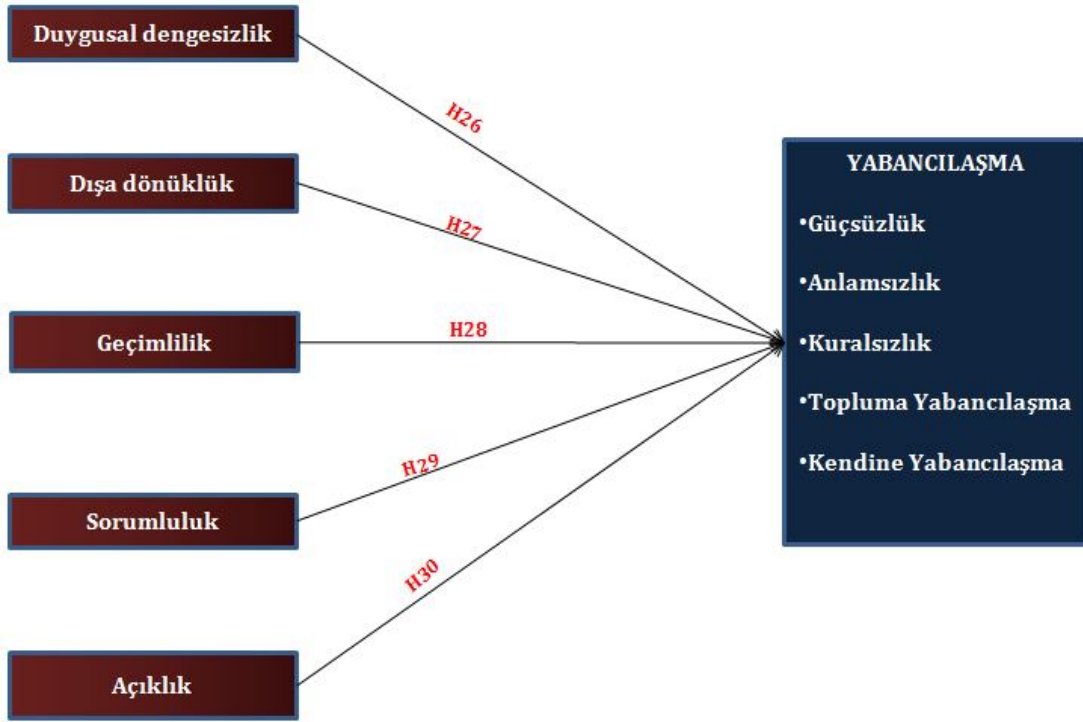 Duygusal dengesizlik
H26
Dışa dönüklük
H27
Geçimlilik
H28
Sorumluluk
H29
Açıklık
H30
YABANCILAŞMA
•Güçsüzlük
•Anlamsızlık
•Kuralsızlık
•Topluma Yabancılaşma
•Kendine Yabancılaşma